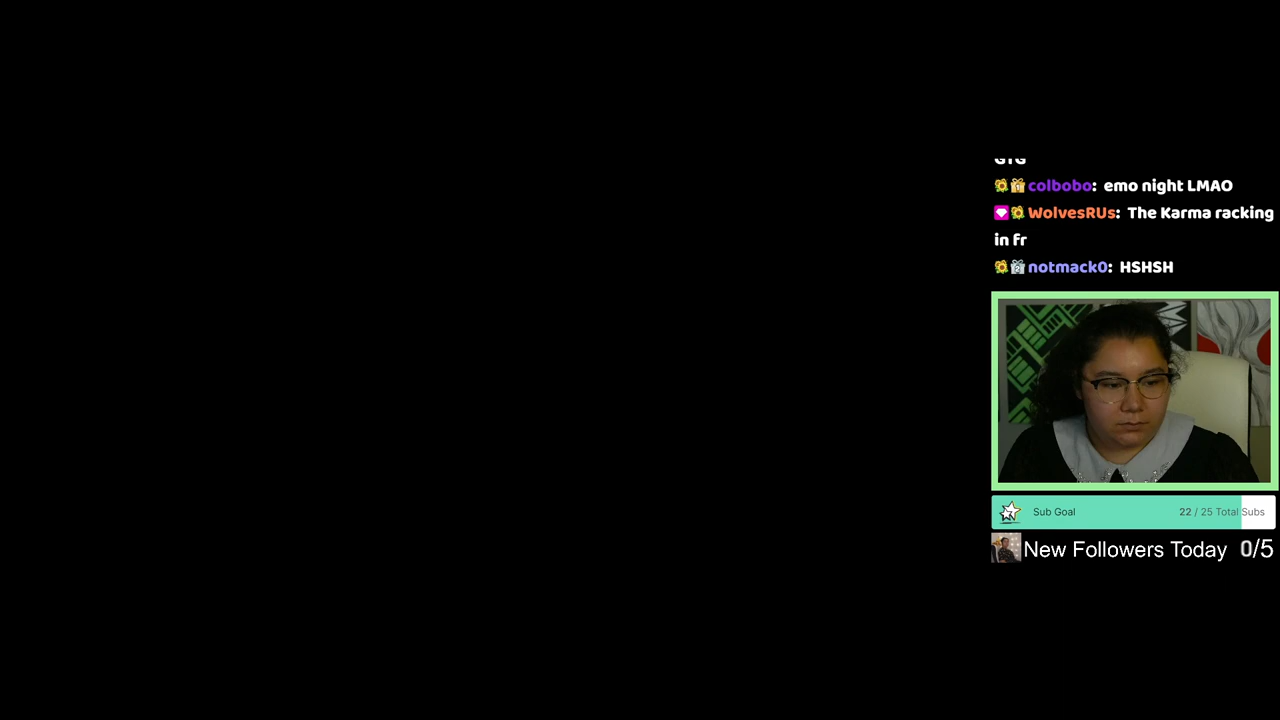 GTG
colbobo: emo night LMAO
WolvesRUs: The Karma racking
in fr
notmack0: HSHSH
Sub Goal 22 / 25 Total Subs
New Followers Today 0/5